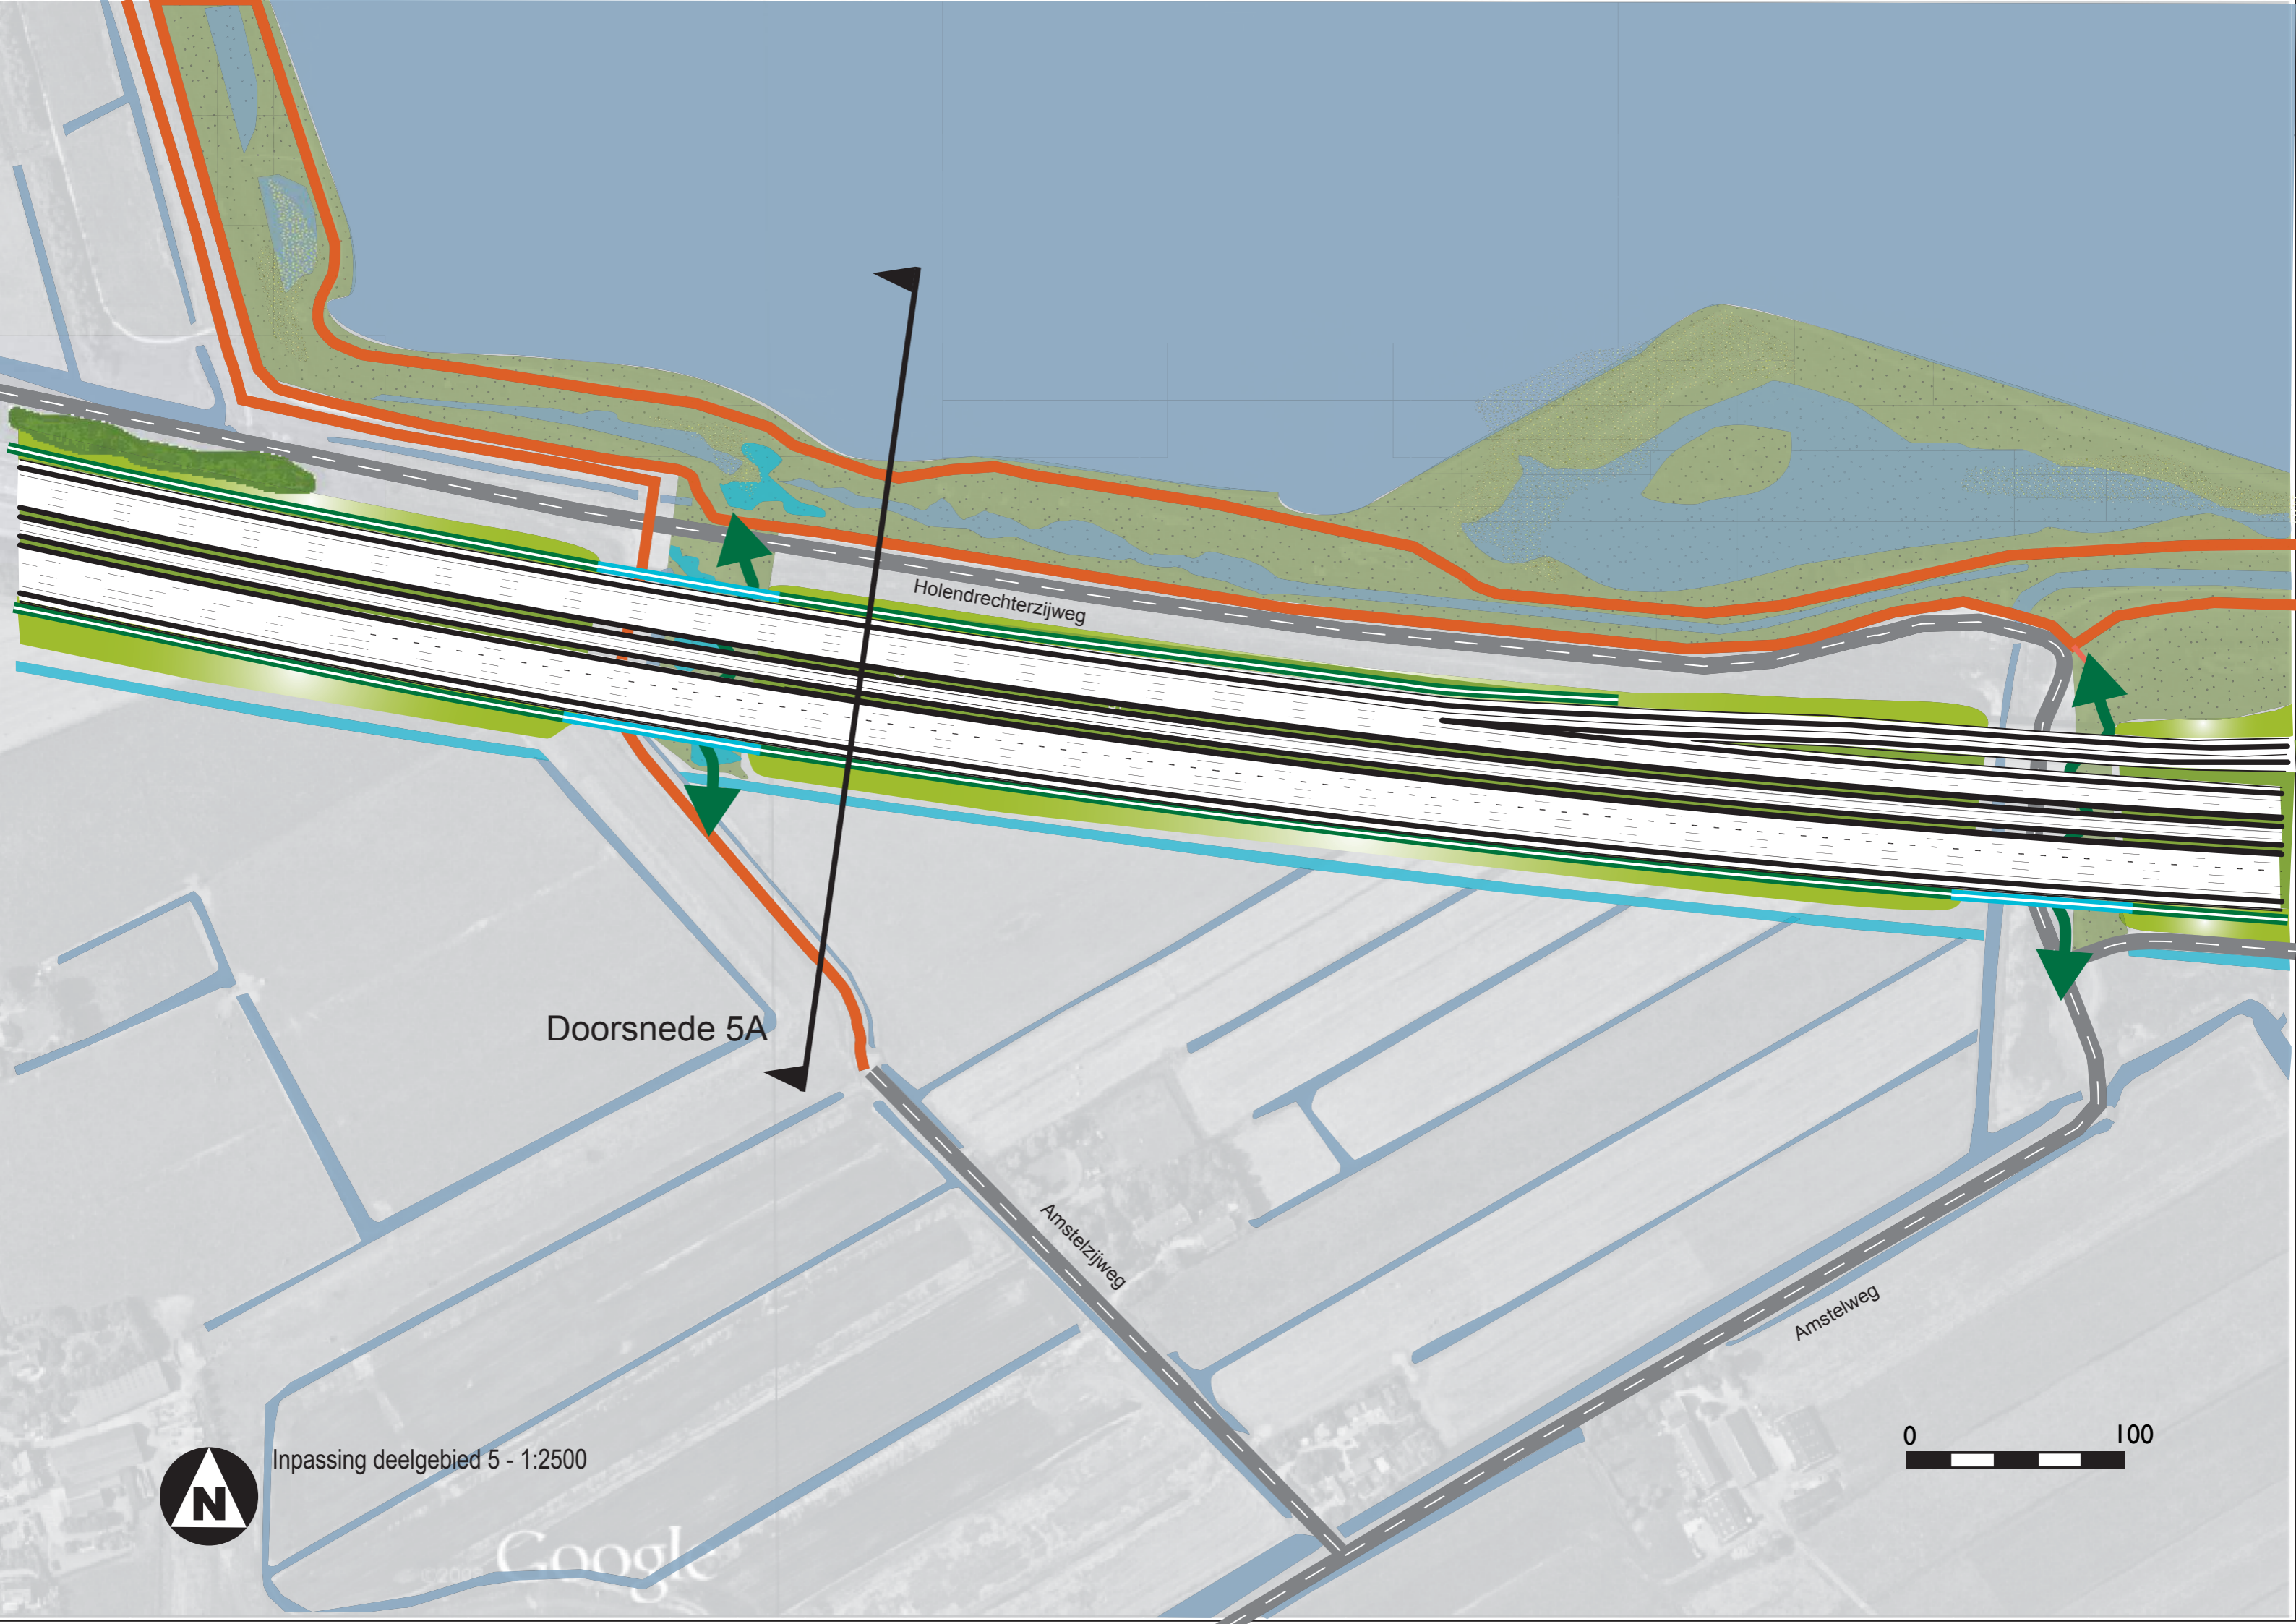 Holendrechterzijweg
Doorsnede 5A
Amstelzijweg
Amstelweg
0 100
Inpassing deelgebied 5 - 1:2500
N
Google